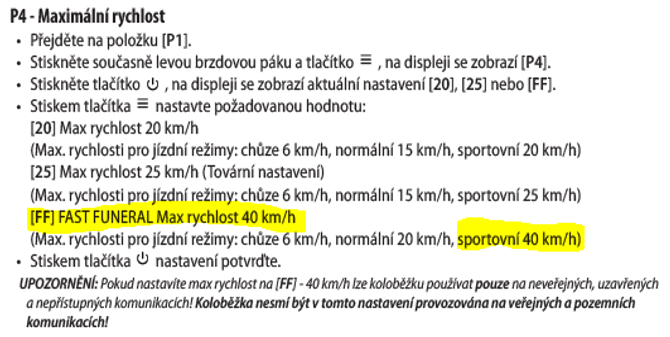 P4 - Maximální rychlost
• Přejděte na položku [P1].
• Stiskněte současně levou brzdovou páku a tlačítko ≡ , na displeji se zobrazí [P4].
• Stiskněte tlačítko ⏻ , na displeji se zobrazí aktuální nastavení [20], [25] nebo [FF].
• Stiskem tlačítka ≡ nastavte požadovanou hodnotu:
[20] Max rychlost 20 km/h
(Max. rychlosti pro jízdní režimy: chůze 6 km/h, normální 15 km/h, sportovní 20 km/h)
[25] Max rychlost 25 km/h (Tovární nastavení)
(Max. rychlosti pro jízdní režimy: chůze 6 km/h, normální 15 km/h, sportovní 25 km/h)
[FF] FAST FUNERAL Max rychlost 40 km/h
(Max. rychlosti pro jízdní režimy: chůze 6 km/h, normální 20 km/h, sportovní 40 km/h)
• Stiskem tlačítka ⏻ nastavení potvrďte.
UPOZORNĚNÍ: Pokud nastavíte max rychlost na [FF] - 40 km/h lze koloběžku používat pouze na neveřejných, uzavřených
a nepřístupných komunikacích! Koloběžka nesmí být v tomto nastavení provozována na veřejných a pozemních
komunikacích!